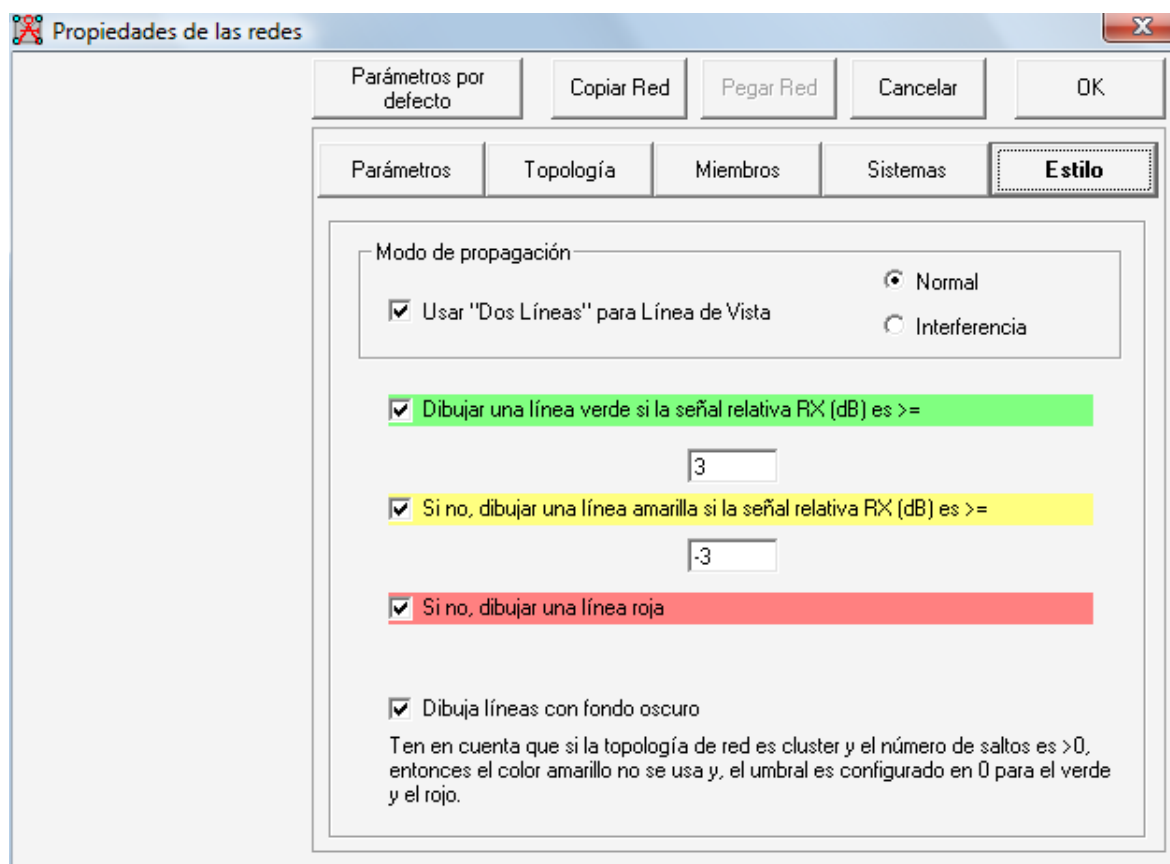 Propiedades de las redes
X
Parámetros por
defecto
Copiar Red
Pegar Red
Cancelar
OK
Parámetros
Topología
Miembros
Sistemas
Estilo
Modo de propagación
Usar "Dos Líneas" para Línea de Vista
Normal
Interferencia
Dibujar una línea verde si la señal relativa RX (dB) es >=
3
Si no, dibujar una línea amarilla si la señal relativa RX (dB) es >=
-3
Si no, dibujar una línea roja
Dibuja líneas con fondo oscuro
Ten en cuenta que si la topología de red es cluster y el número de saltos es >0,
entonces el color amarillo no se usa y, el umbral es configurado en 0 para el verde
y el rojo.